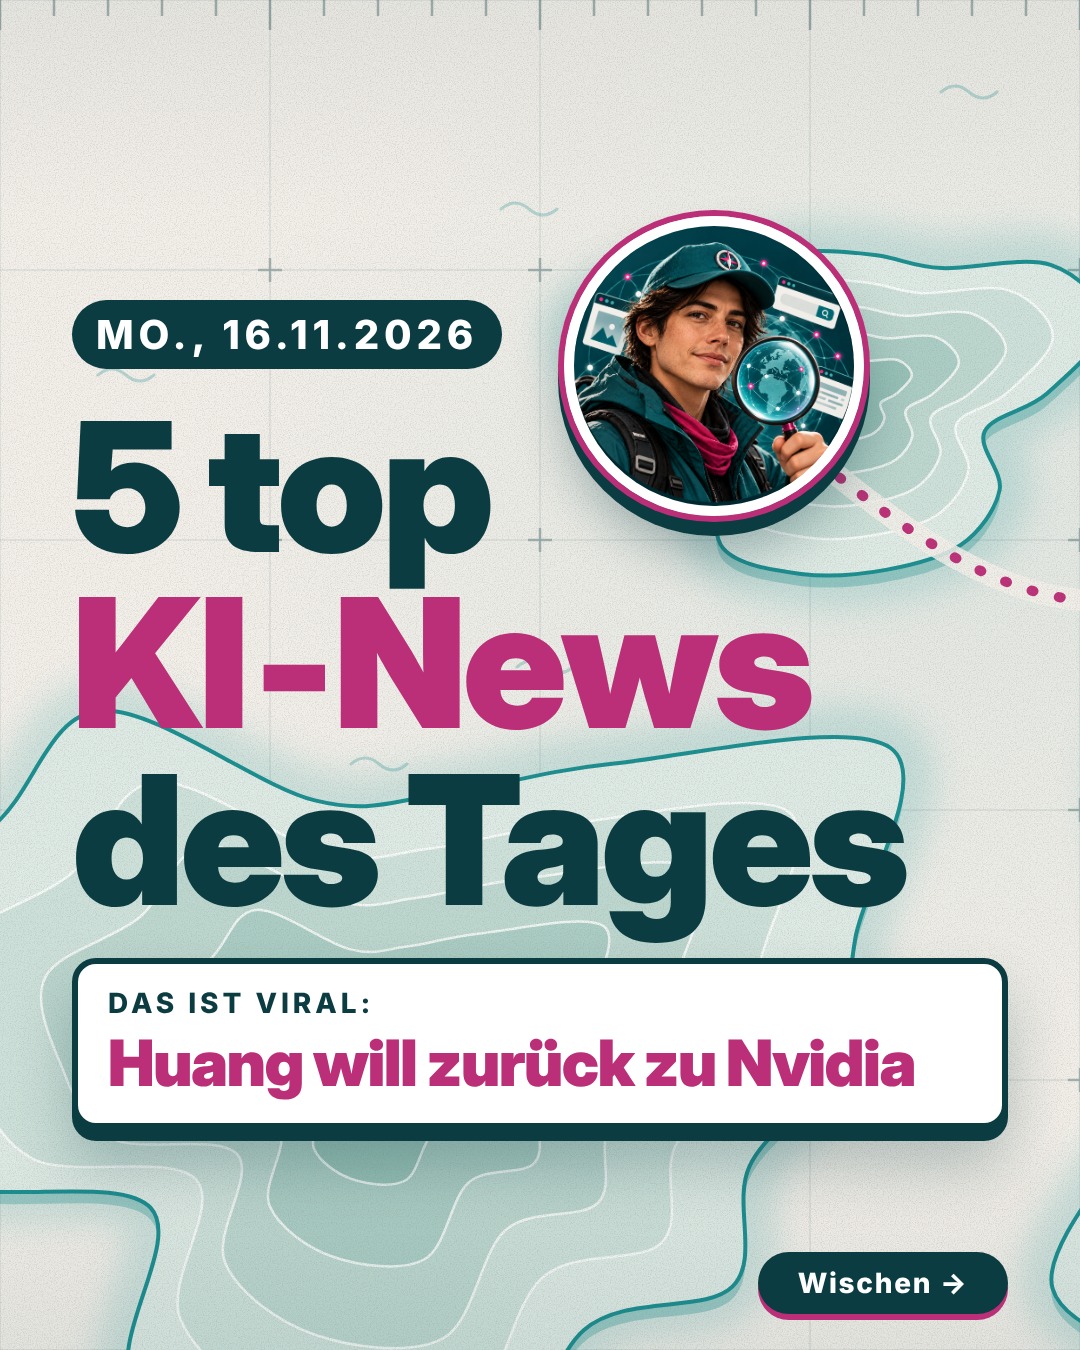 MO., 16.11.2026
5 top
KI-News
des Tages
DAS IST VIRAL:
Huang will zurück zu Nvidia
Wischen →